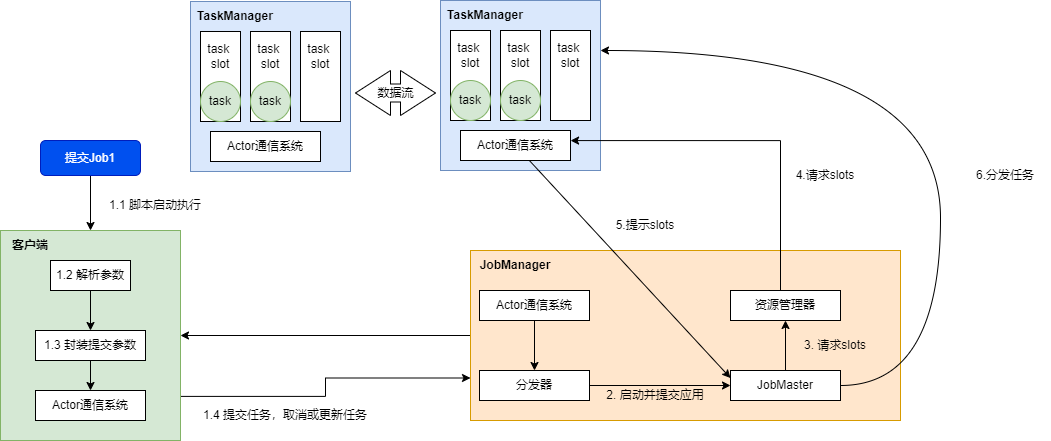 TaskManager
task
slot
task
slot
task
slot
task
task
Actor通信系统
数据流
TaskManager
task
slot
task
slot
task
slot
task
task
Actor通信系统
提交Job1
1.1 脚本启动执行
4.请求slots
6.分发任务
5.提示slots
客户端
1.2 解析参数
1.3 封装提交参数
Actor通信系统
1.4 提交任务，取消或更新任务
JobManager
Actor通信系统
资源管理器
3. 请求slots
分发器
2. 启动并提交应用
JobMaster